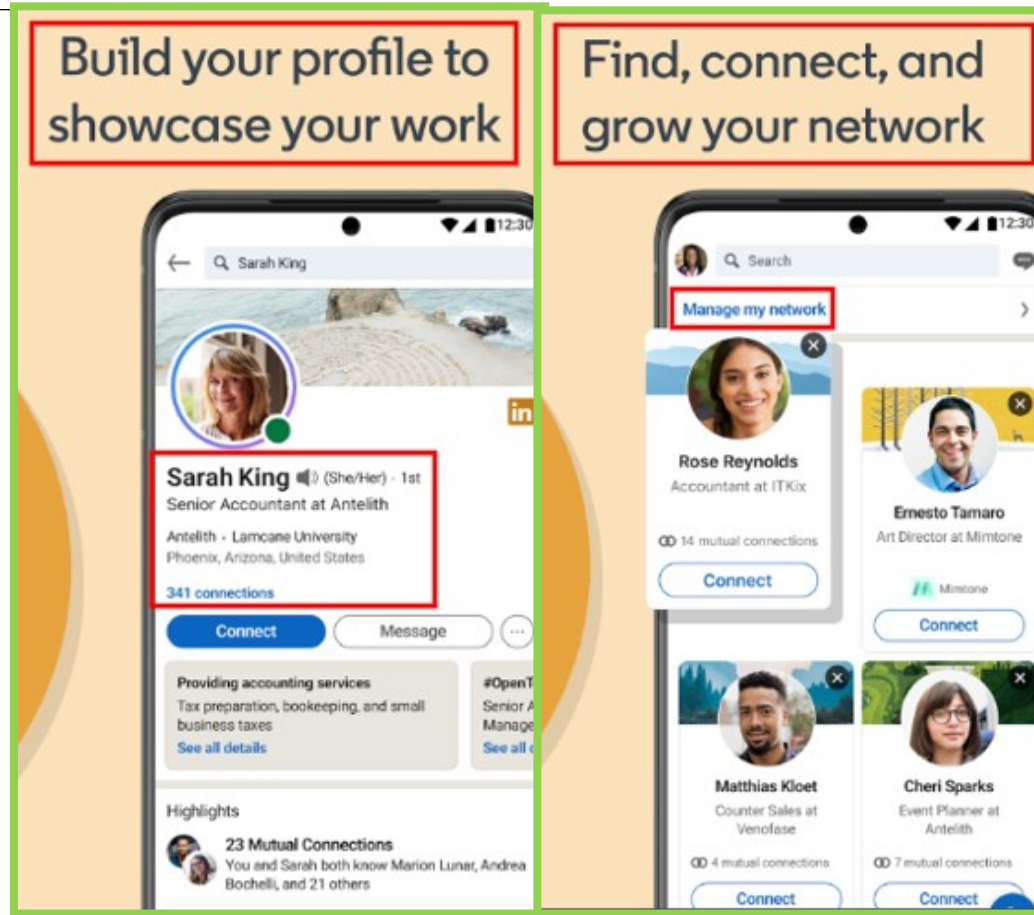 Build your profile to
showcase your work
12:30
Sarah King
in
Sarah King (She/Her) - 1st
Senior Accountant at Antelith
Antelith - Lamcane University
Phoenix, Arizona, United States
341 connections
Connect
Message
Providing accounting services
Tax preparation, bookeeping, and small
business taxes
See all details
#OpenT
Senior A
Manage
See all d
Highlights
23 Mutual Connections
You and Sarah both know Marion Lunar, Andrea
Bochelli, and 21 others
Find, connect, and
grow your network
12:30
Search
Manage my network
Rose Reynolds
Accountant at ITKix
14 mutual connections
Connect
Ernesto Tamaro
Art Director at Mimtone
Mimtone
Connect
Matthias Kloet
Counter Sales at
Venofase
4 mutual connections
Connect
Cheri Sparks
Event Planner at
Antelith
7 mutual connections
Connect